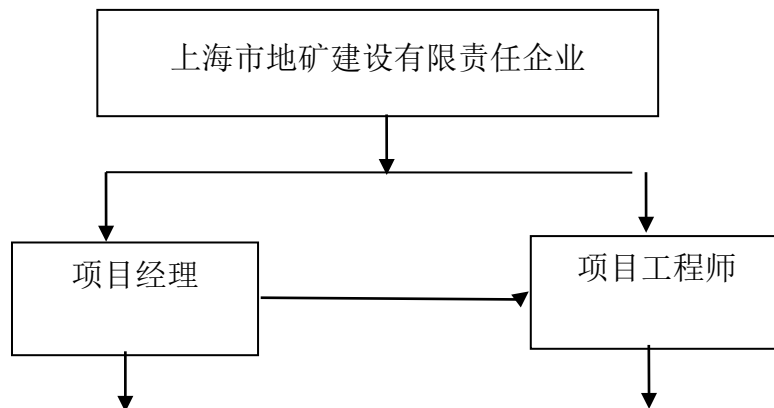 上海市地矿建设有限责任企业
项目经理
项目工程师